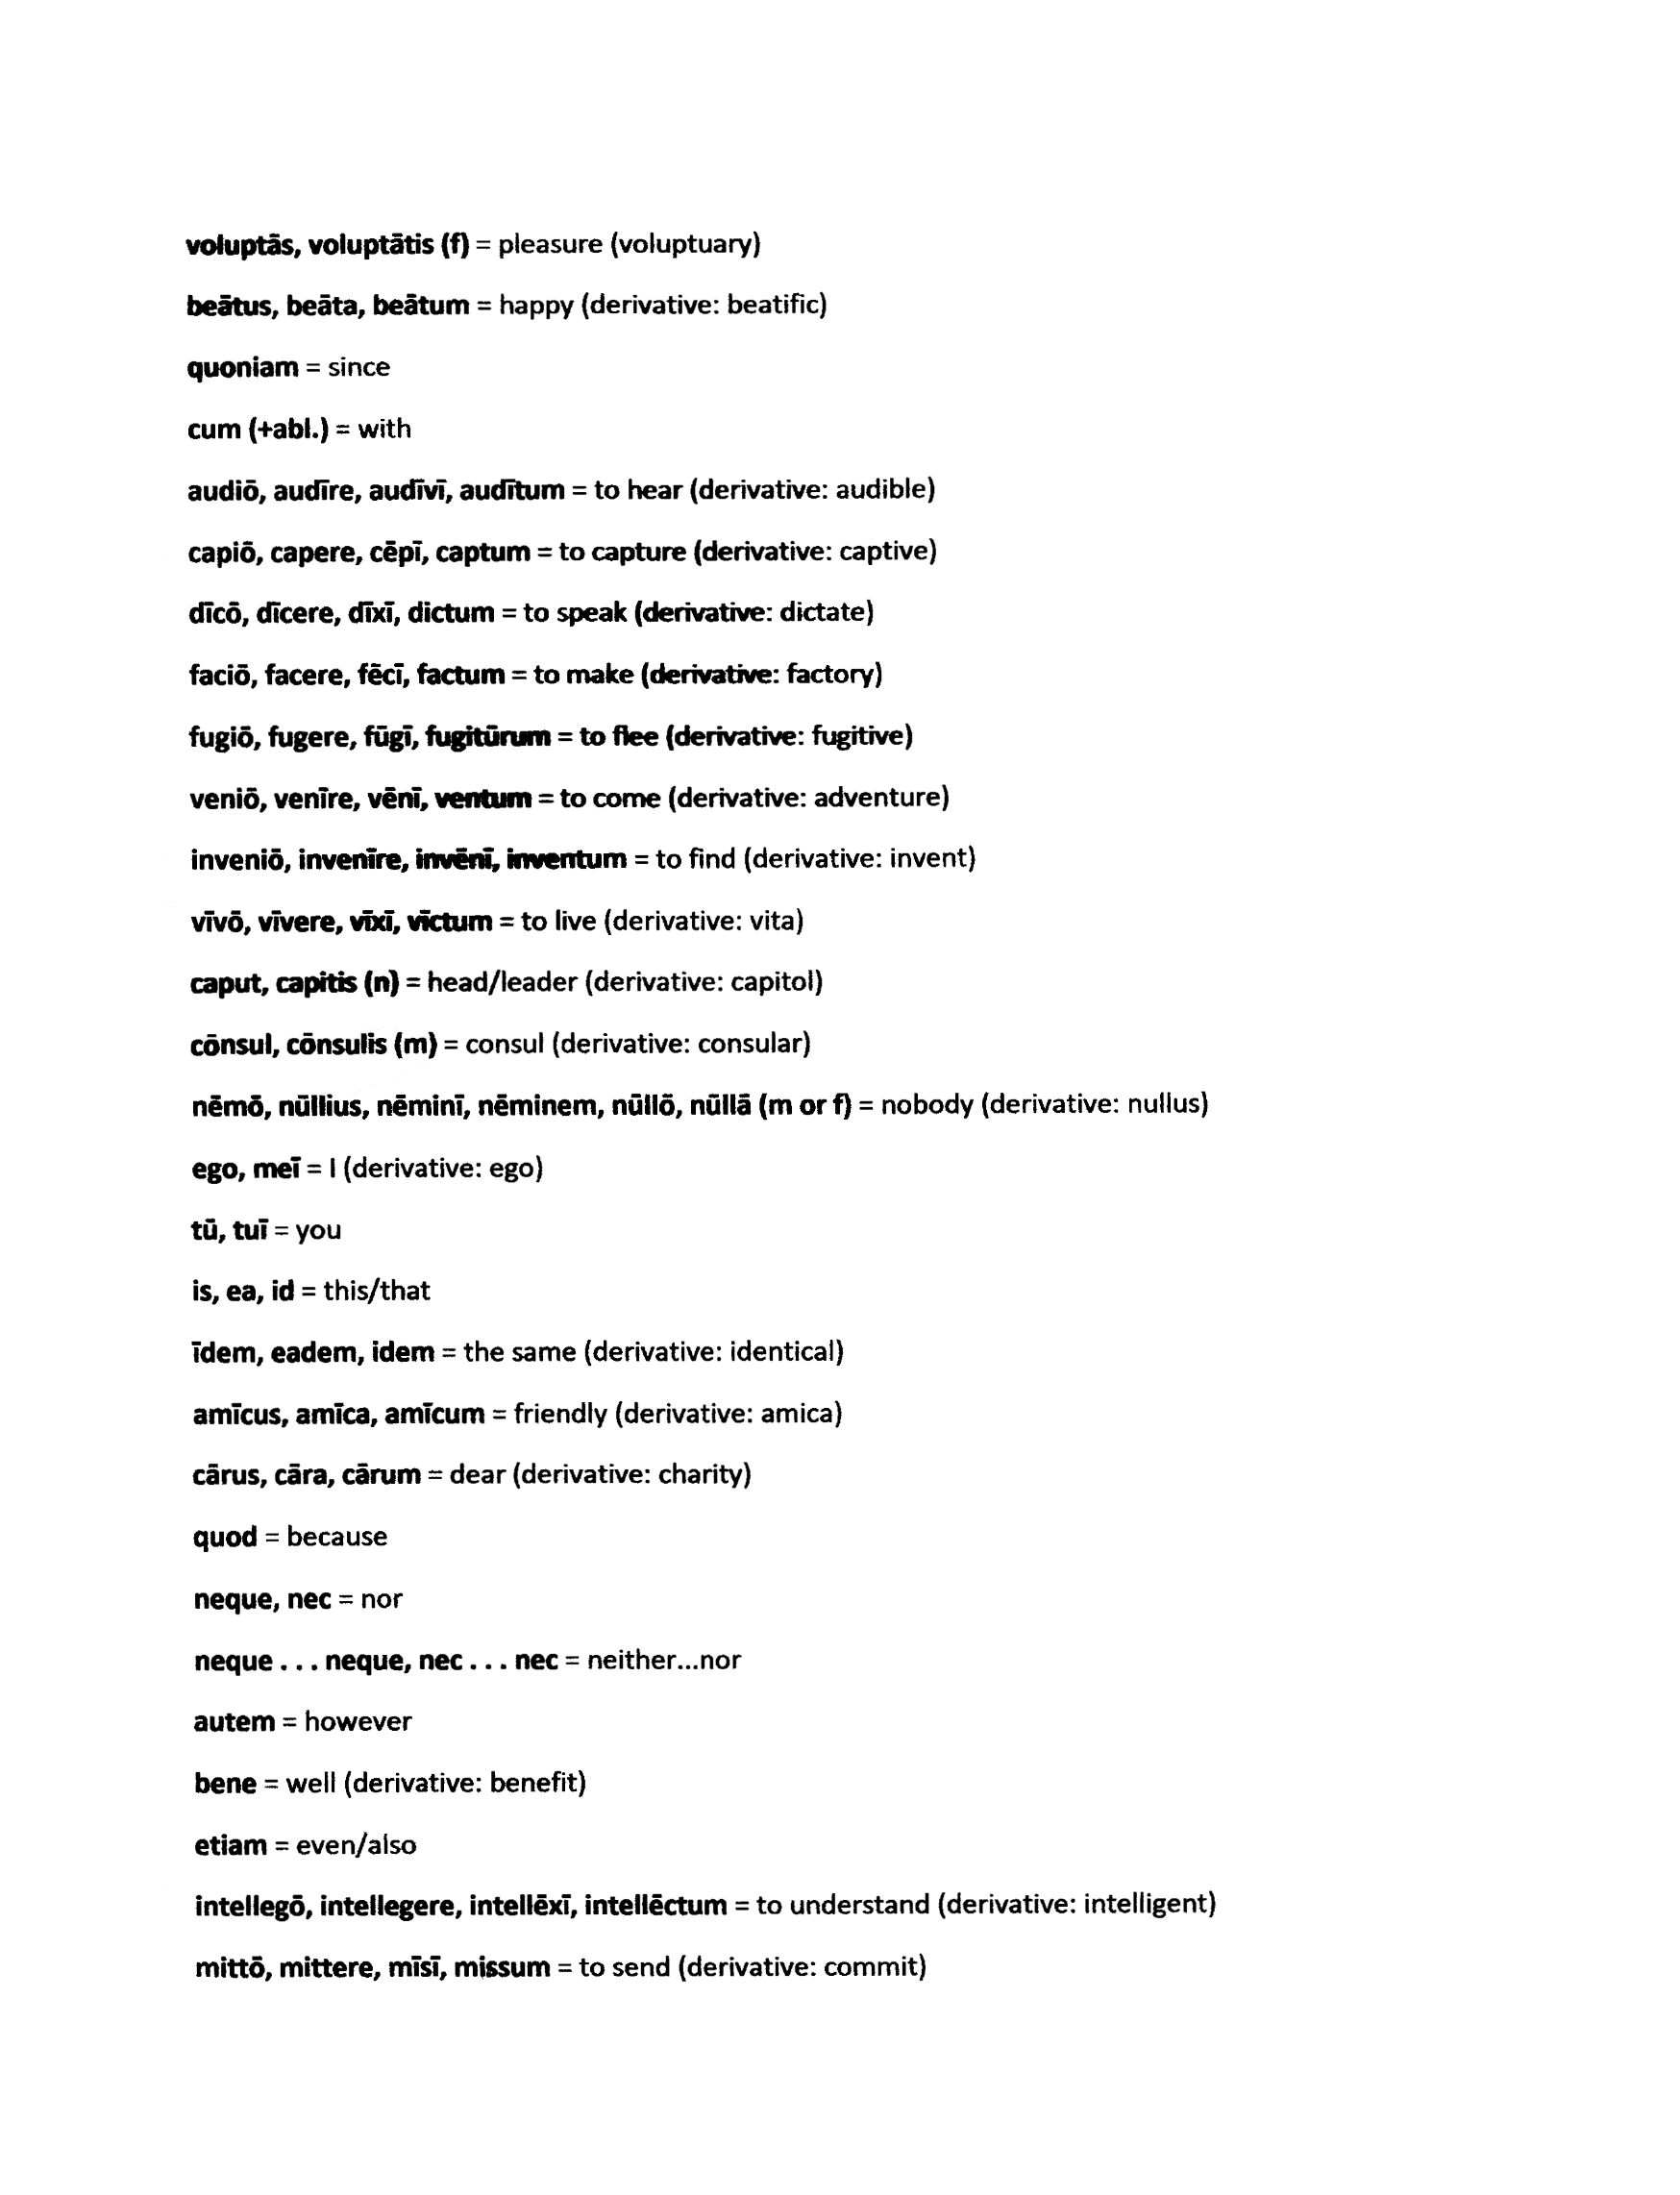 voluptās, voluptātis (f) = pleasure (voluptuary)
beātus, beāta, beātum = happy (derivative: beatific)
quoniam = since
cum (+abl.) = with
audiō, audīre, audīvī, audītum = to hear (derivative: audible)
capiō, capere, cēpī, captum = to capture (derivative: captive)
dīcō, dīcere, dīxī, dictum = to speak (derivative: dictate)
faciō, facere, fēcī, factum = to make (derivative: factory)
fugiō, fugere, fūgī, fugitūrum = to flee (derivative: fugitive)
veniō, venīre, vēnī, ventum = to come (derivative: adventure)
inveniō, invenīre, invēnī, inventum = to find (derivative: invent)
vīvō, vīvere, vīxī, vīctum = to live (derivative: vita)
caput, capitis (n) = head/leader (derivative: capitol)
cōnsul, cōnsulis (m) = consul (derivative: consular)
nēmō, nūllius, nēminī, nēminem, nūllō, nūllā (m or f) = nobody (derivative: nullus)
ego, meī = I (derivative: ego)
tū, tuī = you
is, ea, id = this/that
īdem, eadem, idem = the same (derivative: identical)
amīcus, amīca, amīcum = friendly (derivative: amica)
cārus, cāra, cārum = dear (derivative: charity)
quod = because
neque, nec = nor
neque . . . neque, nec . . . nec = neither...nor
autem = however
bene = well (derivative: benefit)
etiam = even/also
intellegō, intellegere, intellēxī, intellēctum = to understand (derivative: intelligent)
mittō, mittere, mīsī, missum = to send (derivative: commit)